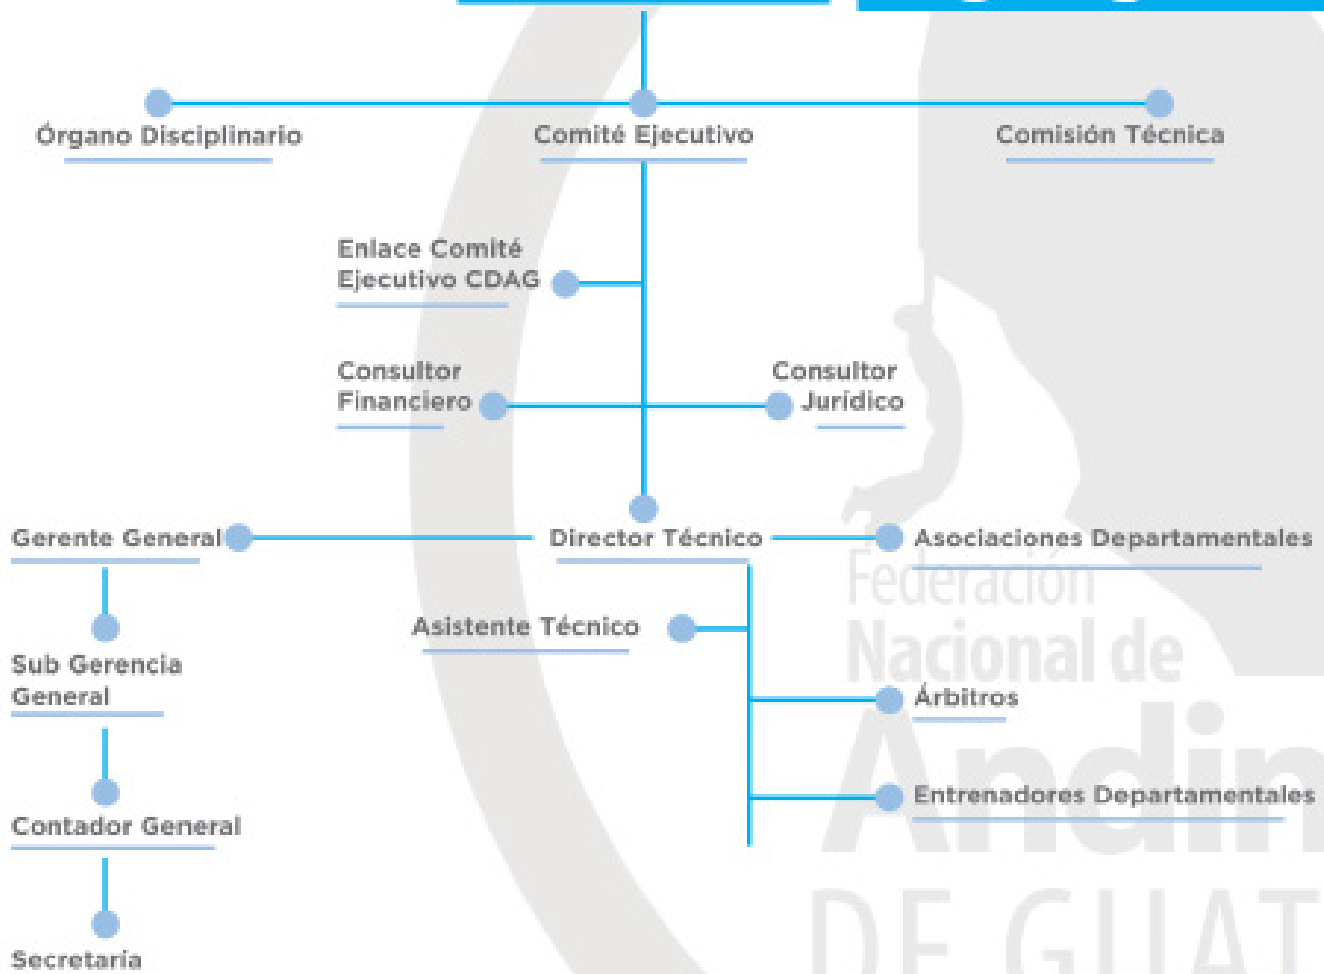 Órgano Disciplinario
Comité Ejecutivo
Comisión Técnica
Enlace Comité
Ejecutivo CDAG
Consultor
Financiero
Consultor
Jurídico
Gerente General
Director Técnico
Asociaciones Departamentales
Federación
Nacional de
Andin
DE GUAT
Asistente Técnico
Sub Gerencia
General
Árbitros
Entrenadores Departamentales
Contador General
Secretaría